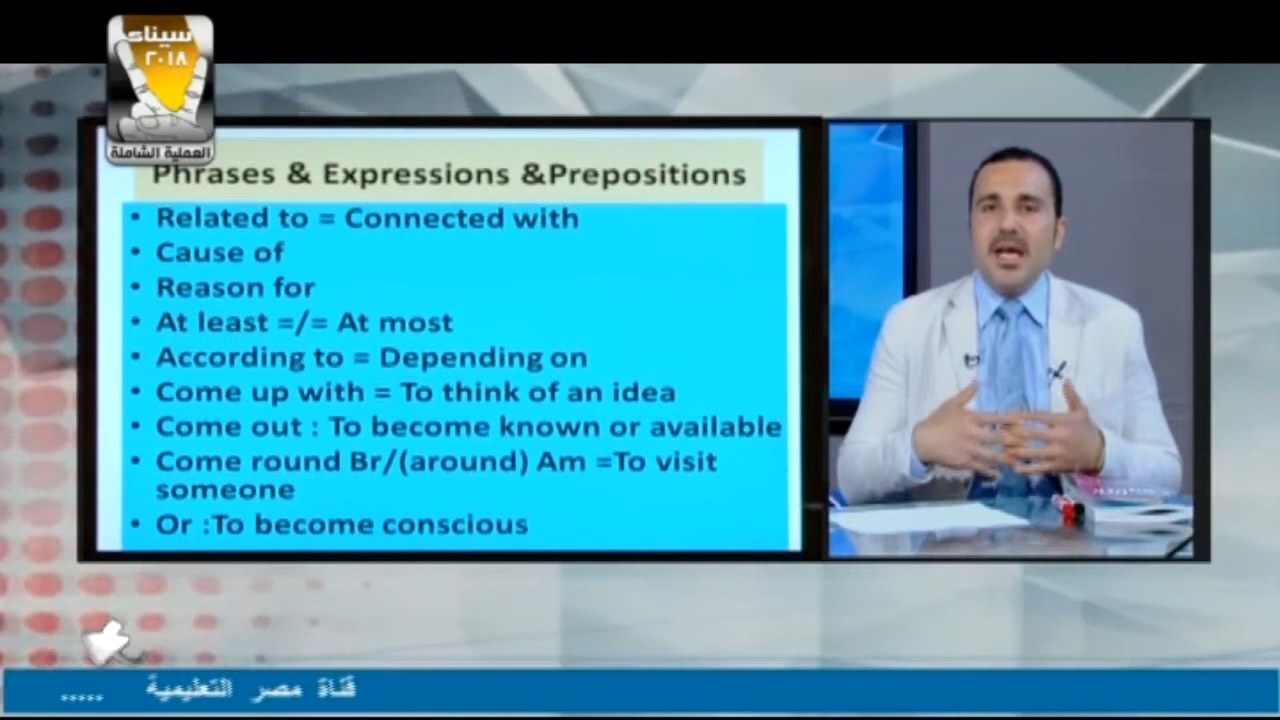 سيناء
٢٠١٨
العملية الشاملة
Phrases & Expressions &Prepositions
• Related to = Connected with
• Cause of
• Reason for
• At least =/= At most
• According to = Depending on
• Come up with = To think of an idea
• Come out : To become known or available
• Come round Br/(around) Am =To visit
someone
• Or :To become conscious
قناة مصر التعليمية .....